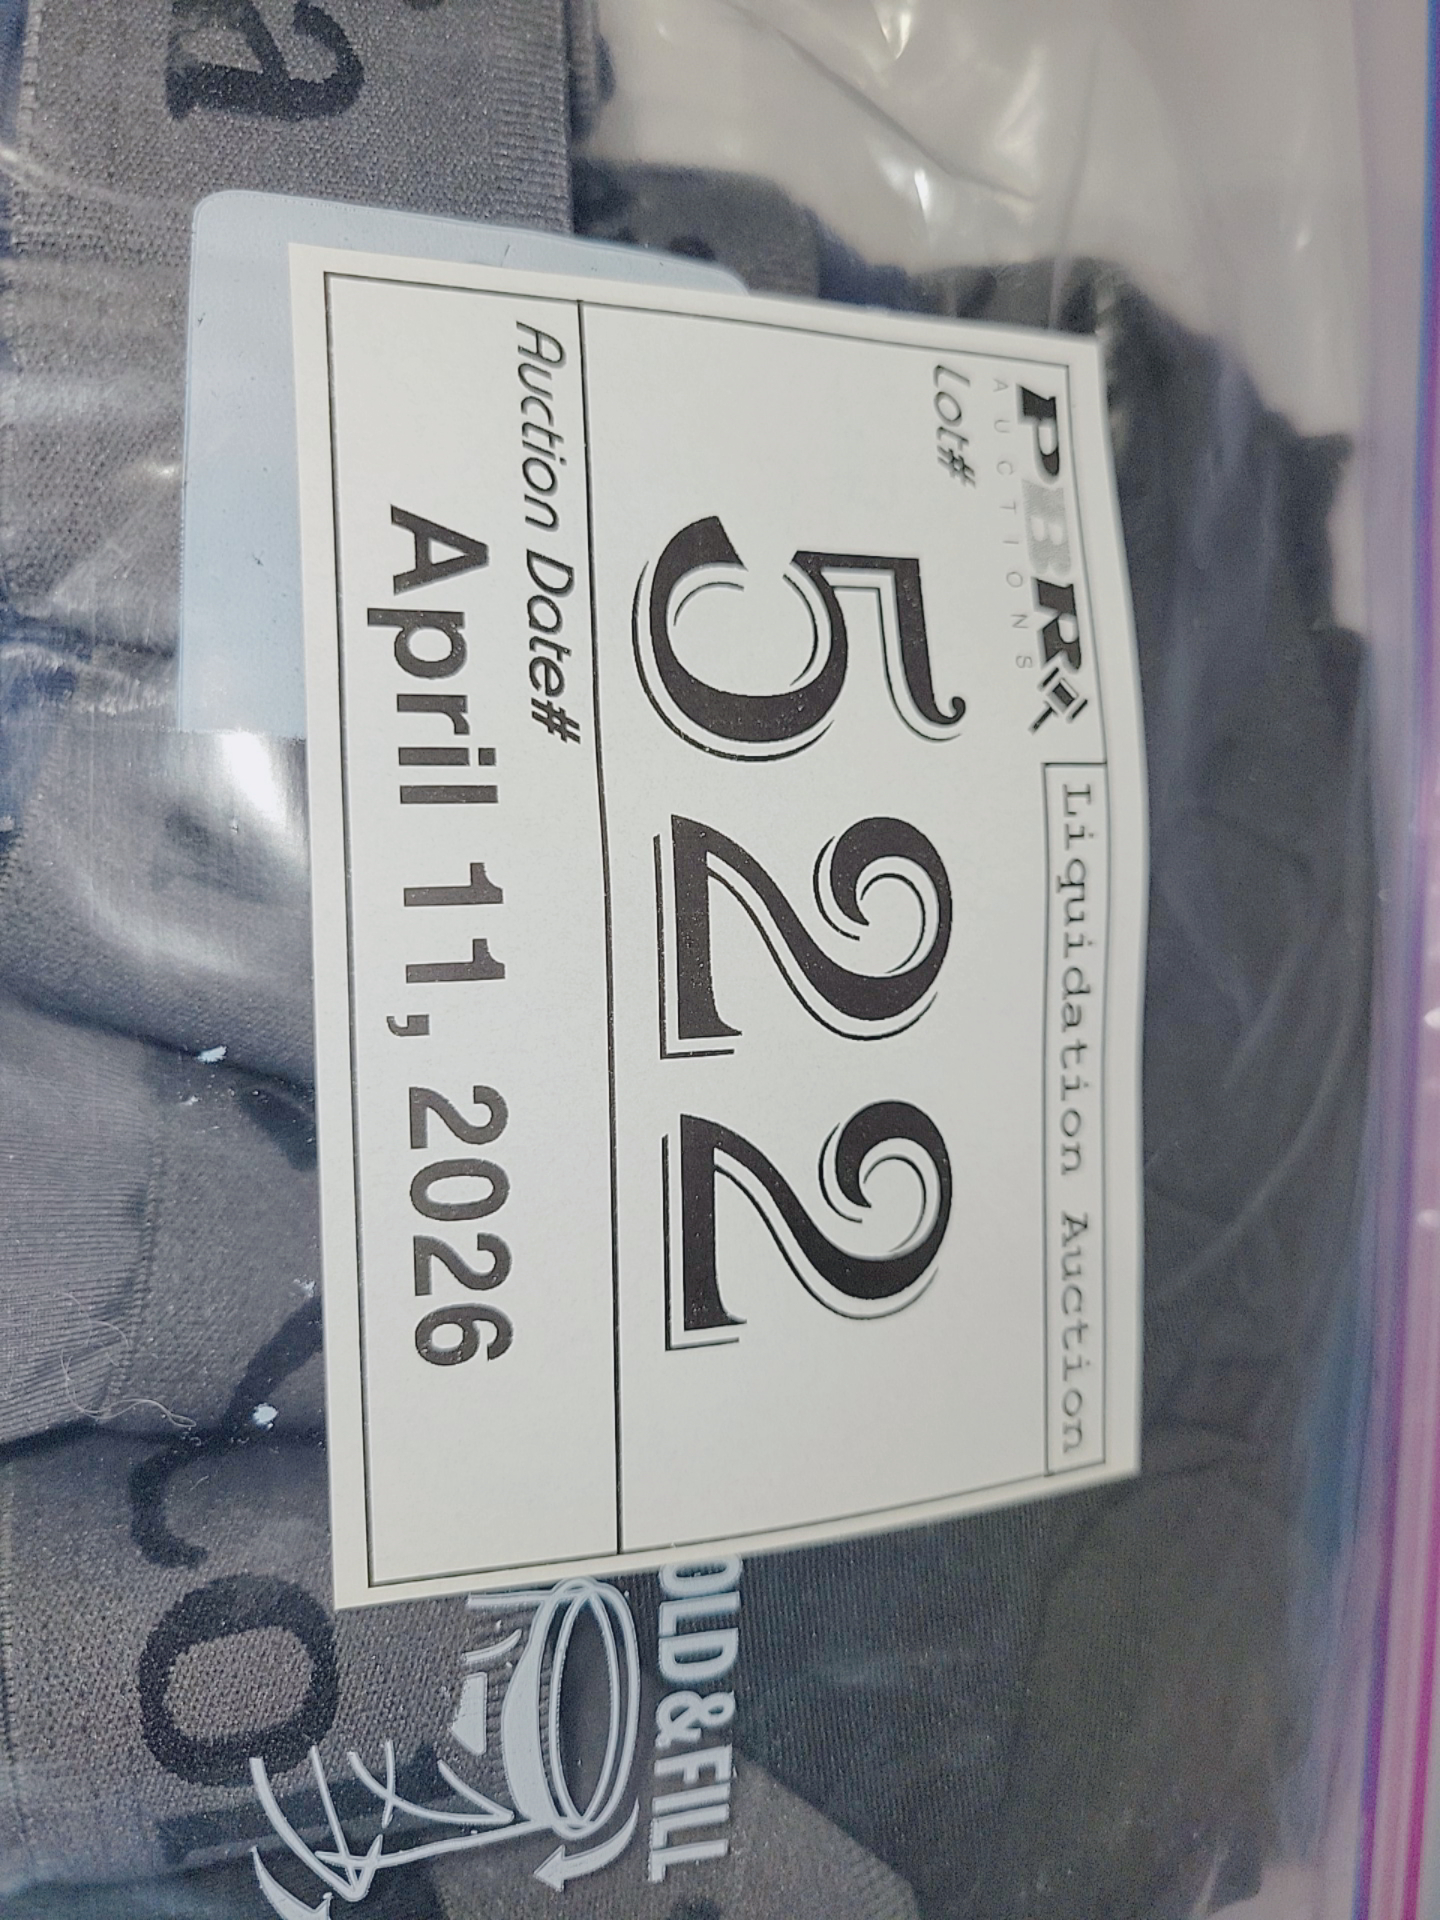 PBR
AUCTIONS
Liquidation Auction
Lot#
522
Auction Date#
April 11, 2026
OLD&FILL